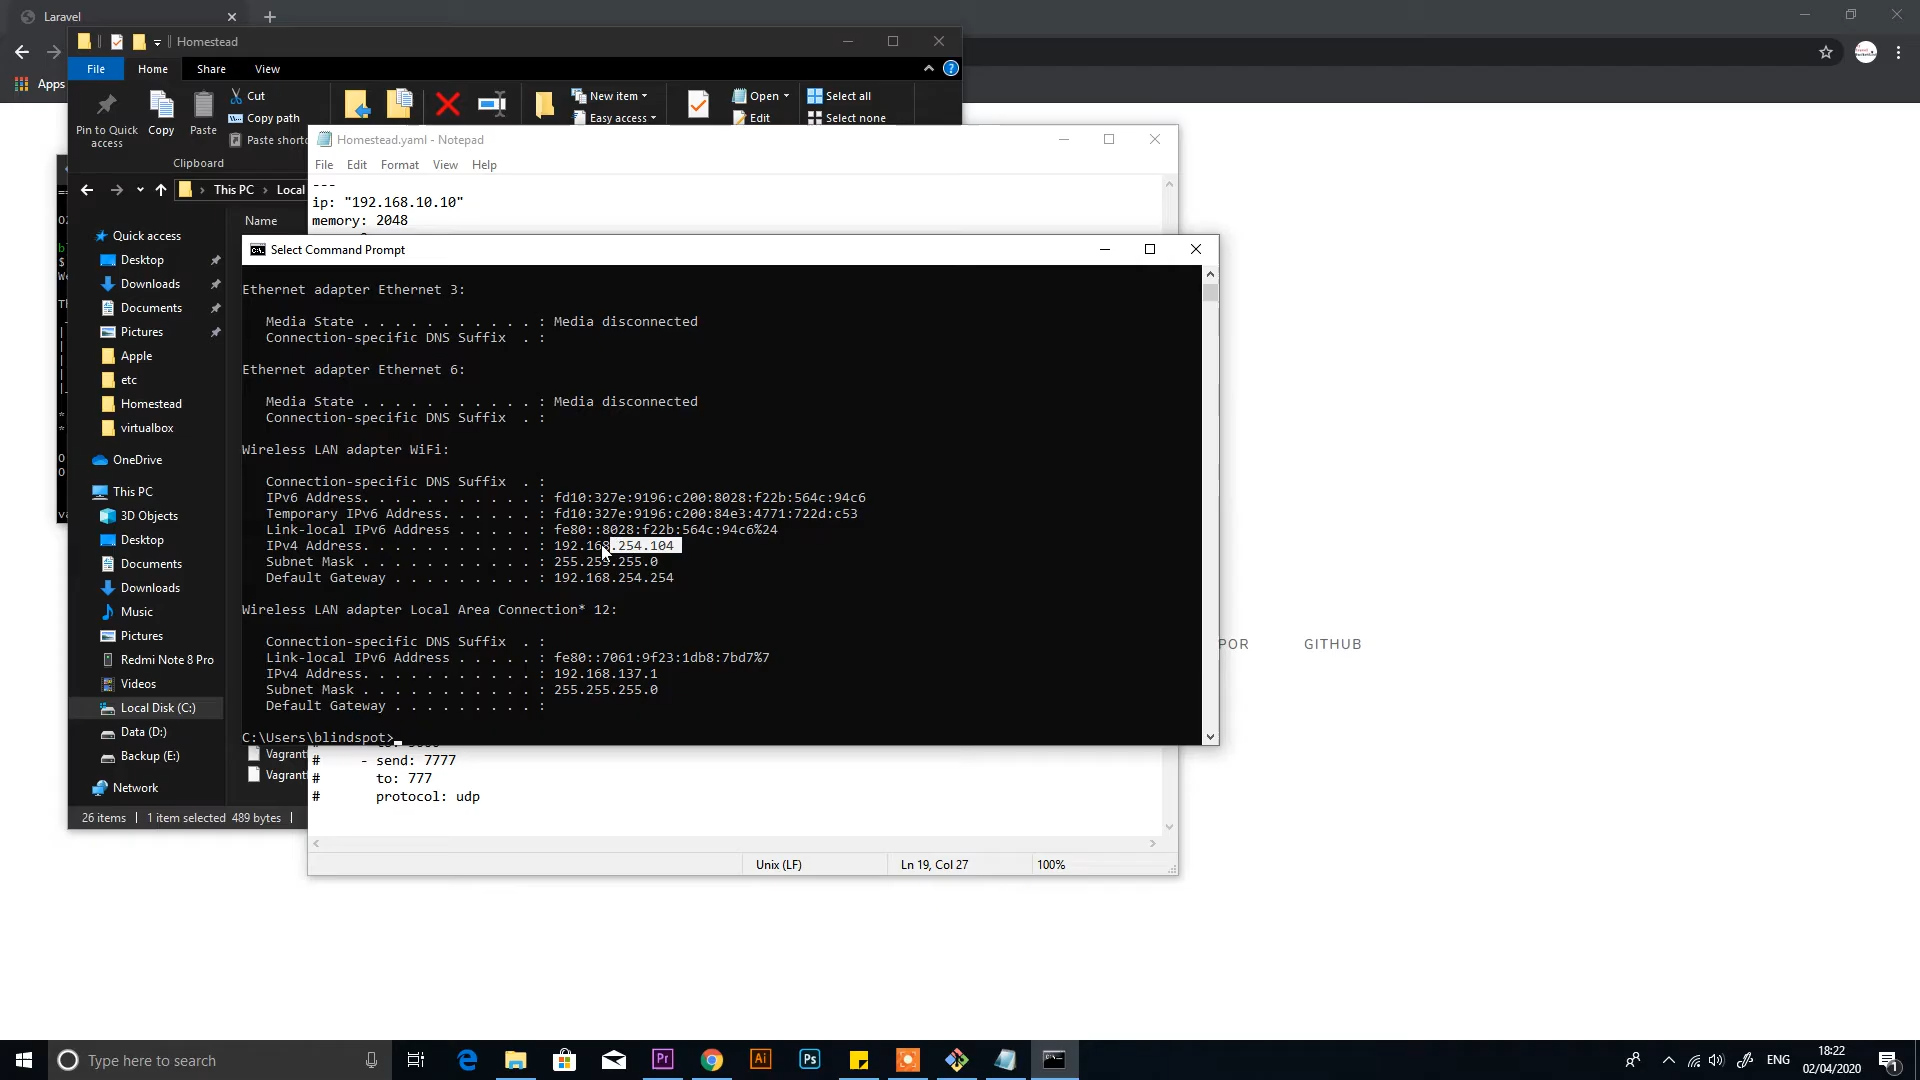 Laravel
Homestead
File Home Share View
Apps
Pin to Quick access
Copy
Paste
Cut
Copy path
Paste shortc
Clipboard
New item
Easy access
Open
Edit
Select all
Select none
This PC Local
Name
Quick access
Desktop
Downloads
Documents
Pictures
Apple
etc
Homestead
virtualbox
OneDrive
This PC
3D Objects
Desktop
Documents
Downloads
Music
Pictures
Redmi Note 8 Pro
Videos
Local Disk (C:)
Data (D:)
Backup (E:)
Network
Vagrant
Vagrant
26 items 1 item selected 489 bytes
Homestead.yaml - Notepad
File Edit Format View Help
---
ip: "192.168.10.10"
memory: 2048
Select Command Prompt
Ethernet adapter Ethernet 3:
Media State . . . . . . . . . . . : Media disconnected
Connection-specific DNS Suffix . :
Ethernet adapter Ethernet 6:
Media State . . . . . . . . . . . : Media disconnected
Connection-specific DNS Suffix . :
Wireless LAN adapter WiFi:
Connection-specific DNS Suffix . :
IPv6 Address. . . . . . . . . . . : fd10:327e:9196:c200:8028:f22b:564c:94c6
Temporary IPv6 Address. . . . . . : fd10:327e:9196:c200:84e3:4771:722d:c53
Link-local IPv6 Address . . . . . : fe80::8028:f22b:564c:94c6%24
IPv4 Address. . . . . . . . . . . : 192.168.254.104
Subnet Mask . . . . . . . . . . . : 255.255.255.0
Default Gateway . . . . . . . . . : 192.168.254.254
Wireless LAN adapter Local Area Connection* 12:
Connection-specific DNS Suffix . :
Link-local IPv6 Address . . . . . : fe80::7061:9f23:1db8:7bd7%7
IPv4 Address. . . . . . . . . . . : 192.168.137.1
Subnet Mask . . . . . . . . . . . : 255.255.255.0
Default Gateway . . . . . . . . . :
C:\Users\blindspot>
# - send: 7777
# to: 777
# protocol: udp
Unix (LF) Ln 19, Col 27 100%
POR GITHUB
Type here to search
Pr
Ai
Ps
ENG
18:22
02/04/2020
1